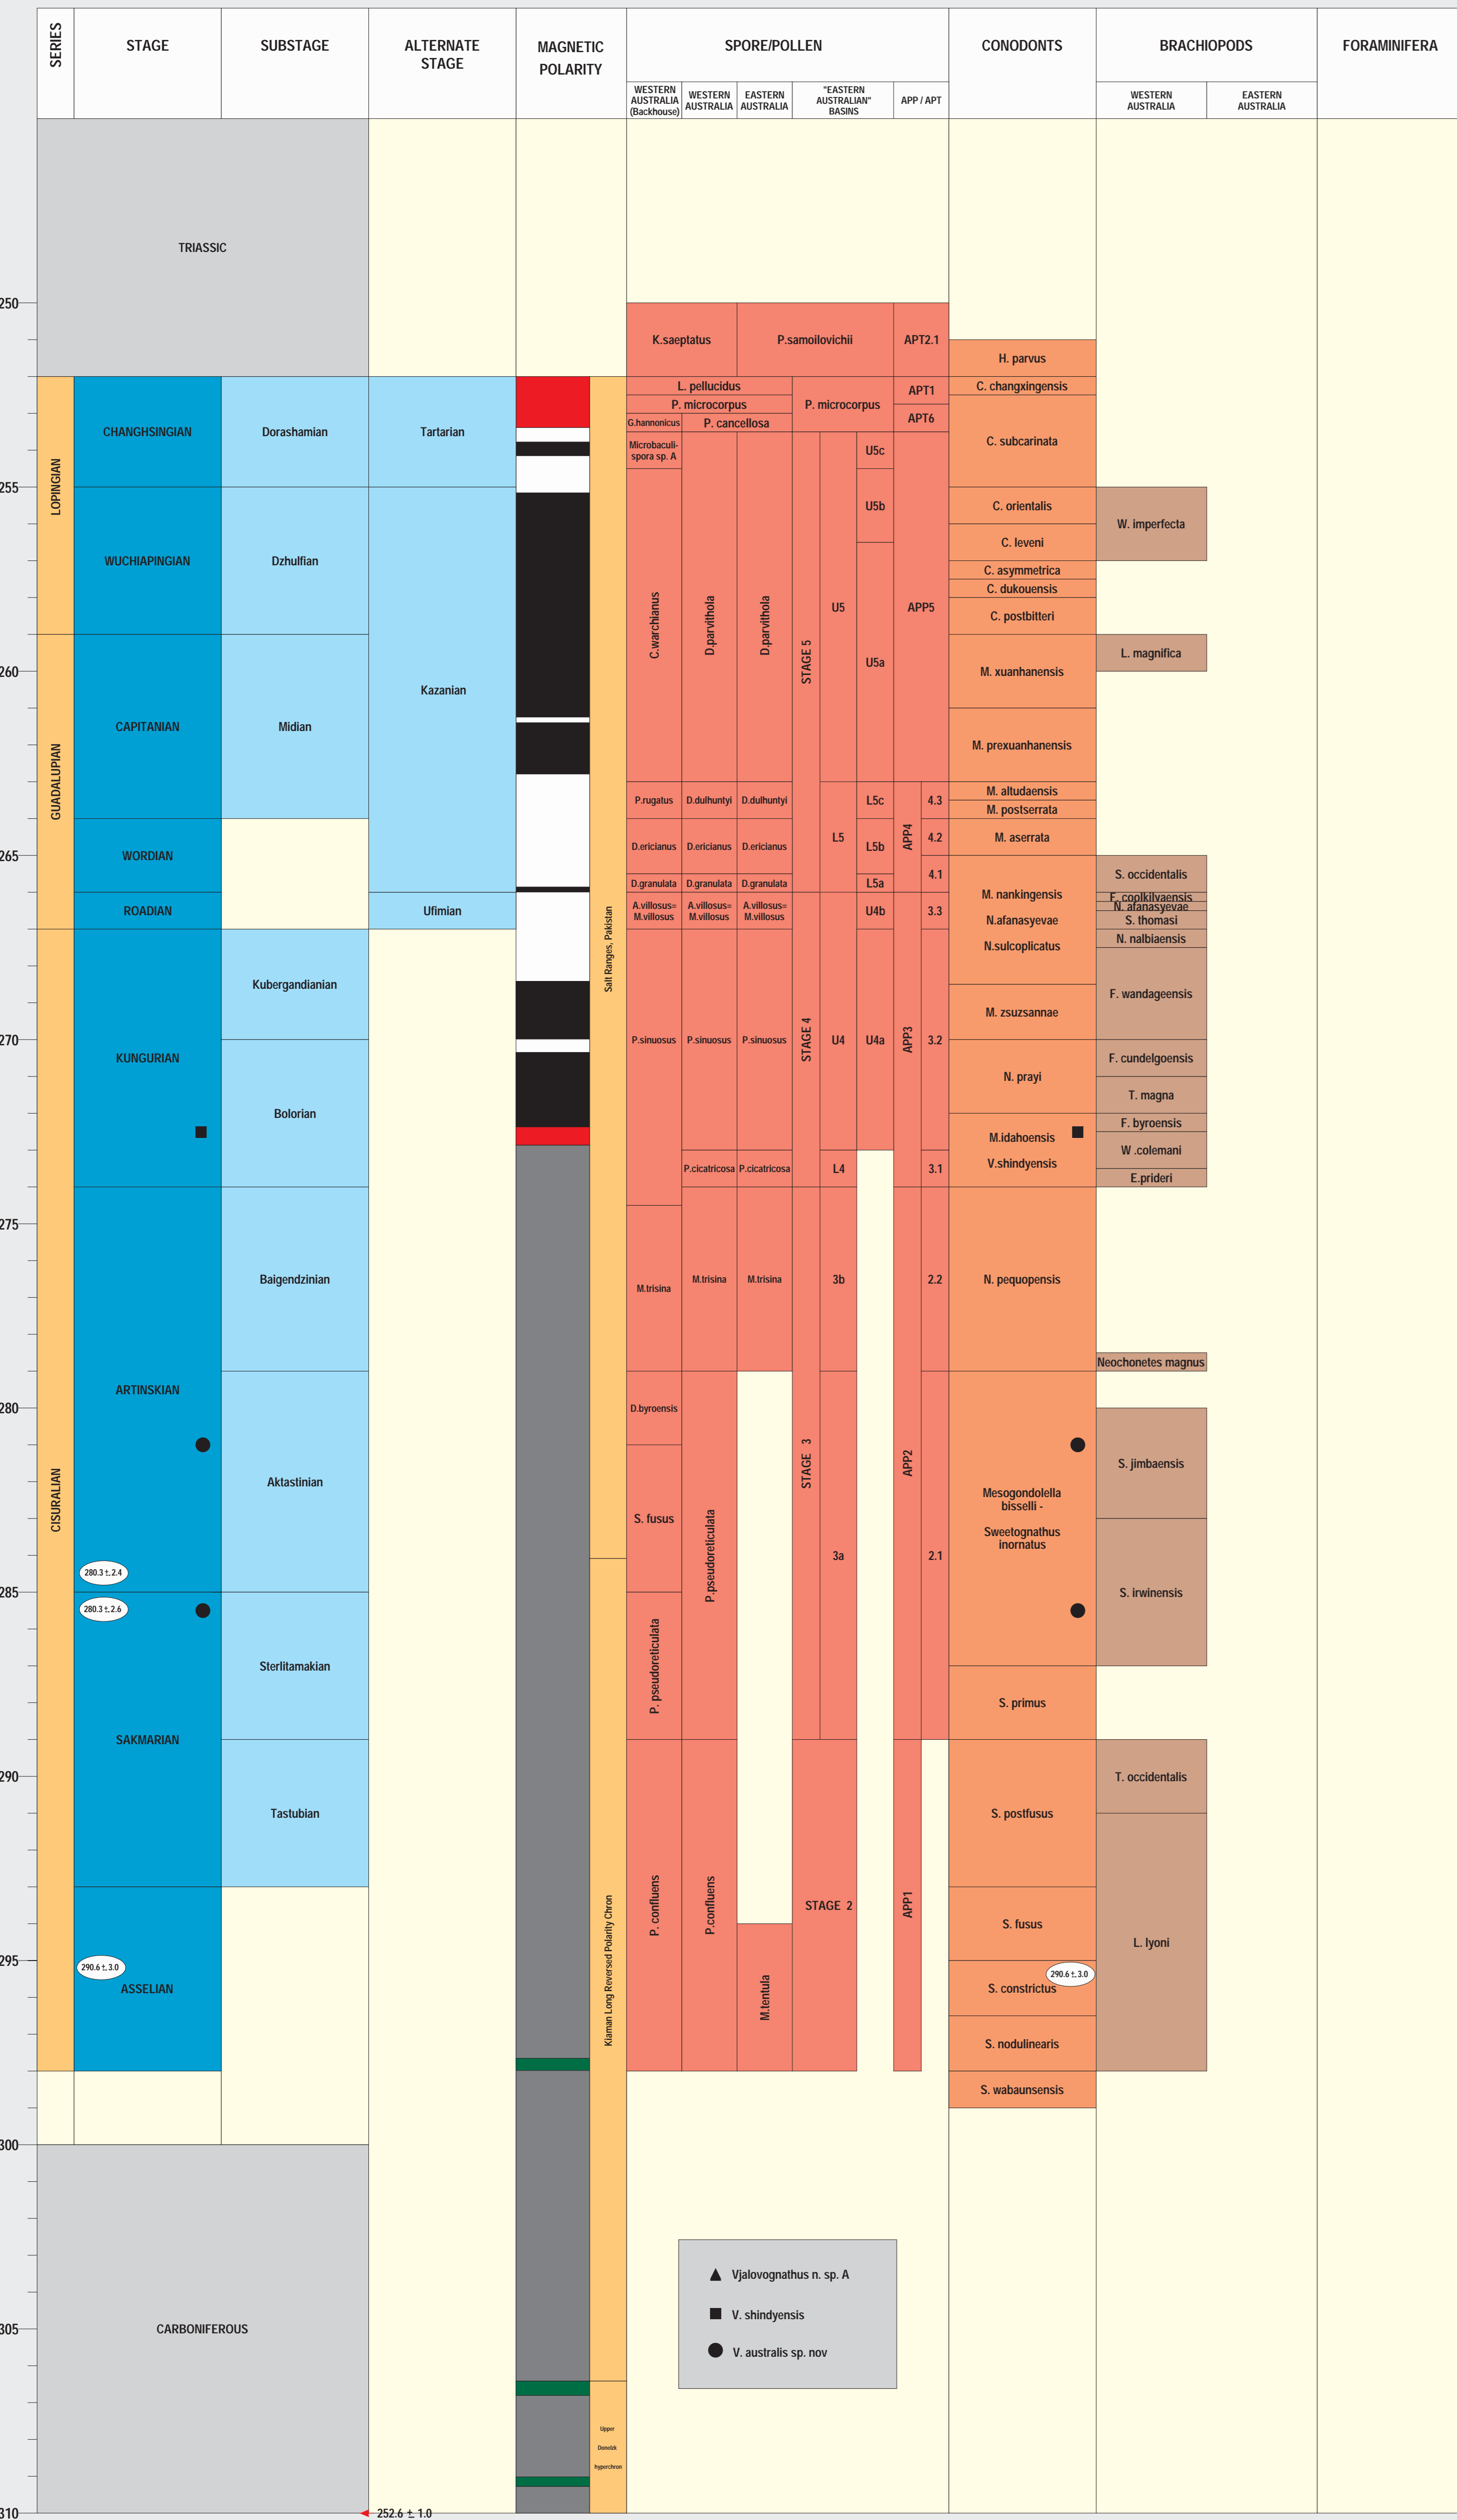 SERIES
STAGE
SUBSTAGE
ALTERNATE
STAGE
MAGNETIC
POLARITY
SPORE/POLLEN
CONODONTS
BRACHIOPODS
FORAMINIFERA
WESTERN
AUSTRALIA
(Backhouse)
WESTERN
AUSTRALIA
EASTERN
AUSTRALIA
"EASTERN
AUSTRALIAN"
BASINS
APP / APT
WESTERN
AUSTRALIA
EASTERN
AUSTRALIA
250
255
260
265
270
275
280
285
290
295
300
305
310
TRIASSIC
LOPINGIAN
GUADALUPIAN
CISURALIAN
CHANGHSINGIAN
WUCHIAPINGIAN
CAPITANIAN
WORDIAN
ROADIAN
KUNGURIAN
ARTINSKIAN
280.3 ± 2.4
280.3 ± 2.6
SAKMARIAN
290.6 ± 3.0
ASSELIAN
CARBONIFEROUS
252.6 ± 1.0
Dorashamian
Dzhulfian
Midian
Kubergandianian
Bolorian
Baigendzinian
Aktastinian
Sterlitamakian
Tastubian
Tartarian
Kazanian
Ufimian
Salt Ranges, Pakistan
Kiaman Long Reversed Polarity Chron
Upper
Donelzk
hyperchron
K.saeptatus
P.samoilovichii
APT2.1
L. pellucidus
P. microcorpus
P. microcorpus
APT1
APT6
G.hannonicus
P. cancellosa
Microbaculi-
spora sp. A
C.warchianus
P.rugatus
D.ericianus
D.granulata
A.villosus=
M.villosus
P.sinuosus
M.trisina
D.byroensis
S. fusus
P. pseudoreticulata
P. confluens
D.parvithola
D.dulhuntyi
D.ericianus
D.granulata
A.villosus=
M.villosus
P.sinuosus
P.cicatricosa
M.trisina
P.pseudoreticulata
P.confluens
D.parvithola
D.dulhuntyi
D.ericianus
D.granulata
A.villosus=
M.villosus
P.sinuosus
P.cicatricosa
M.trisina
M.tentula
STAGE 5
STAGE 4
STAGE 3
STAGE 2
U5
L5
U4
L4
3b
3a
U5c
U5b
U5a
L5c
L5b
L5a
U4b
U4a
APP5
APP4
APP3
APP2
APP1
4.3
4.2
4.1
3.3
3.2
3.1
2.2
2.1
H. parvus
C. changxingensis
C. subcarinata
C. orientalis
C. leveni
C. asymmetrica
C. dukouensis
C. postbitteri
M. xuanhanensis
M. prexuanhanensis
M. altudaensis
M. postserrata
M. aserrata
M. nankingensis
N.afanasyevae
N.sulcoplicatus
M. zsuzsannae
N. prayi
M.idahoensis
V.shindyensis
N. pequopensis
Mesogondolella
bisselli -
Sweetognathus
inornatus
S. primus
S. postfusus
S. fusus
290.6 ± 3.0
S. constrictus
S. nodulinearis
S. wabaunsensis
W. imperfecta
L. magnifica
S. occidentalis
F. coolkilyaensis
N. afanasyevae
S. thomasi
N. nalbiaensis
F. wandageensis
F. cundelgoensis
T. magna
F. byroensis
W .colemani
E.prideri
Neochonetes magnus
S. jimbaensis
S. irwinensis
T. occidentalis
L. lyoni
Vjalovognathus n. sp. A
V. shindyensis
V. australis sp. nov